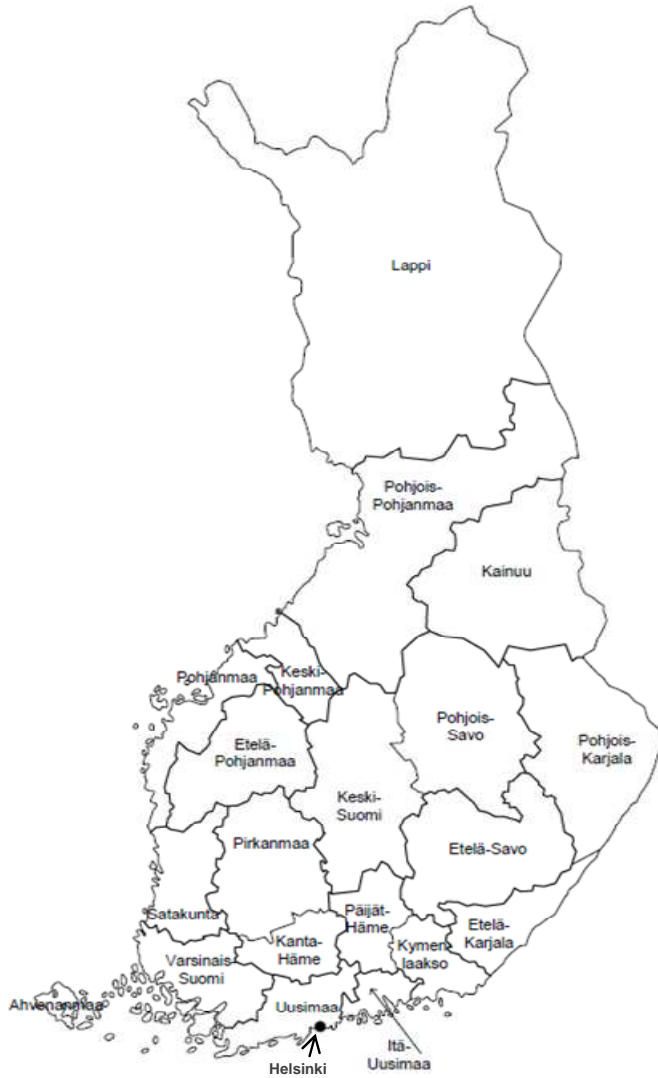 Lappi
Pohjois-
Pohjanmaa
Kainuu
Pohjanmaa
Keski-
Pohjanmaa
Pohjois-
Savo
Pohjois-
Karjala
Etelä-
Pohjanmaa
Keski-
Suomi
Pirkanmaa
Etelä-Savo
Satakunta
Päijät-
Häme
Etelä-
Karjala
Kymen
laakso
Kanta-
Häme
Varsinais-
Suomi
Ahvenanmaa
Uusimaa
Itä-
Uusimaa
Helsinki